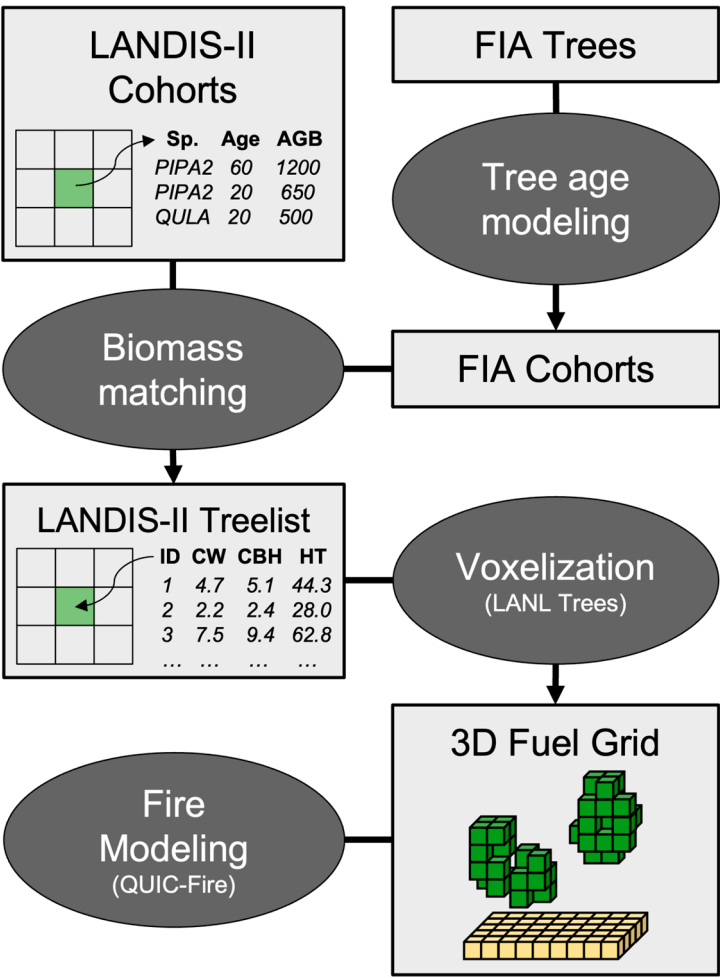 LANDIS-II
Cohorts
Sp. Age AGB
PIPA2 60 1200
PIPA2 20 650
QULA 20 500
FIA Trees
Tree age
modeling
Biomass
matching
FIA Cohorts
LANDIS-II Treelist
ID CW CBH HT
1 4.7 5.1 44.3
2 2.2 2.4 28.0
3 7.5 9.4 62.8
... ... ... ...
Voxelization
(LANL Trees)
3D Fuel Grid
Fire
Modeling
(QUIC-Fire)